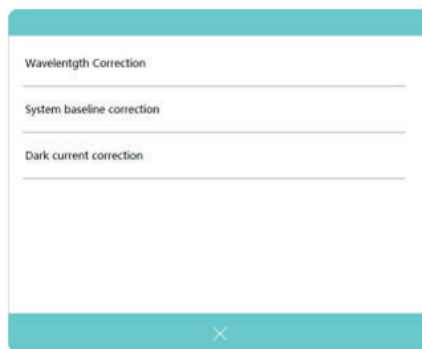 Wavelentgth Correction
System baseline correction
Dark current correction